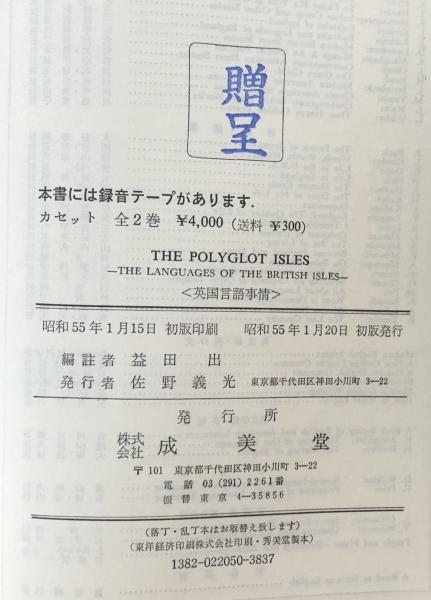 贈呈
本書には録音テープがあります.
カセット 全2巻 ¥4,000 (送料 ¥300)
THE POLYGLOT ISLES
—THE LANGUAGES OF THE BRITISH ISLES—
<英国言語事情>
昭和55年1月15日 初版印刷 昭和55年1月20日 初版発行
編註者 益田出
発行者 佐野義光 東京都千代田区神田小川町 3—22
発行所
株式会社 成美堂
〒101 東京都千代田区神田小川町 3—22
電話 03 (291) 2261番
振替東京 4—35856
(落丁・乱丁本はお取替え致します)
(東洋経済印刷株式会社印刷・秀美堂製本)
1382-022050-3837